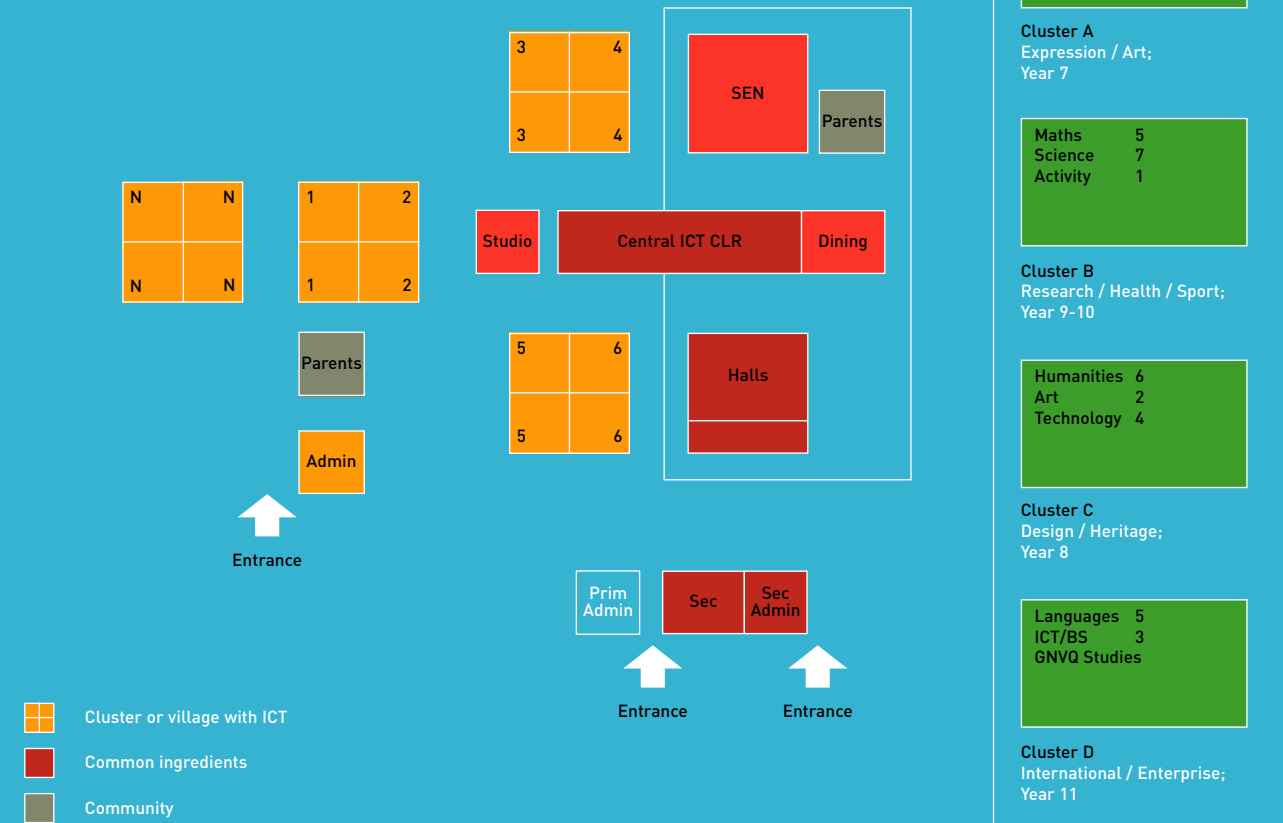 3 4
3 4
SEN
Parents
N N
N N
1 2
1 2
Studio
Central ICT CLR
Dining
Parents
Admin
Entrance
5 6
5 6
Halls
Prim
Admin
Sec
Sec
Admin
Entrance
Entrance
Cluster or village with ICT
Common ingredients
Community
Cluster A
Expression / Art;
Year 7
Maths 5
Science 7
Activity 1
Cluster B
Research / Health / Sport;
Year 9-10
Humanities 6
Art 2
Technology 4
Cluster C
Design / Heritage;
Year 8
Languages 5
ICT/BS 3
GNVQ Studies
Cluster D
International / Enterprise;
Year 11